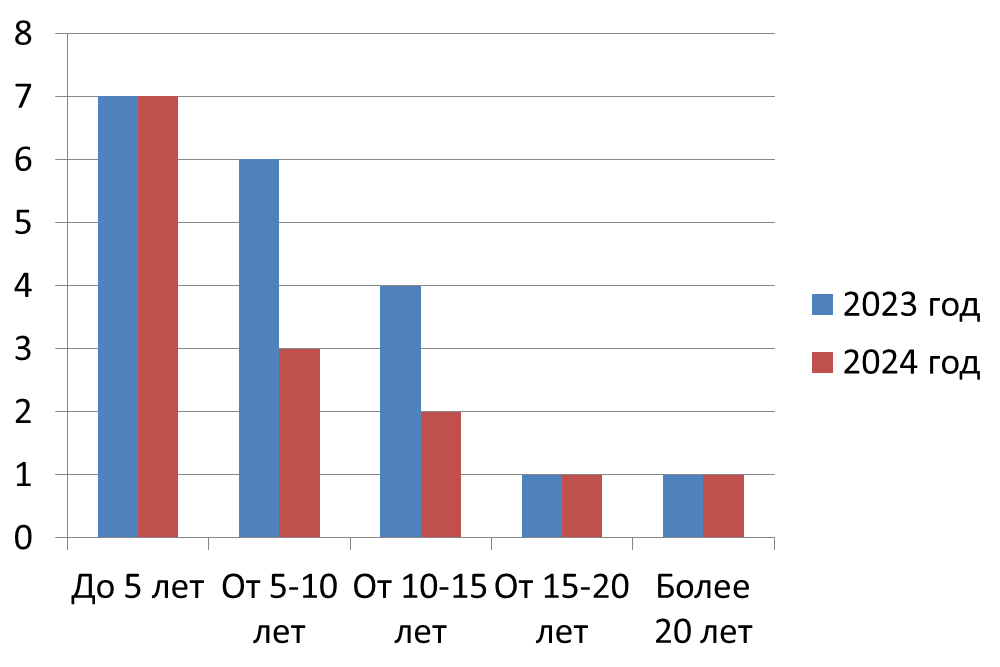 8
7
6
5
4
3
2
1
0
До 5 лет
От 5-10
лет
От 10-15
лет
От 15-20
лет
Более
20 лет
2023 год
2024 год